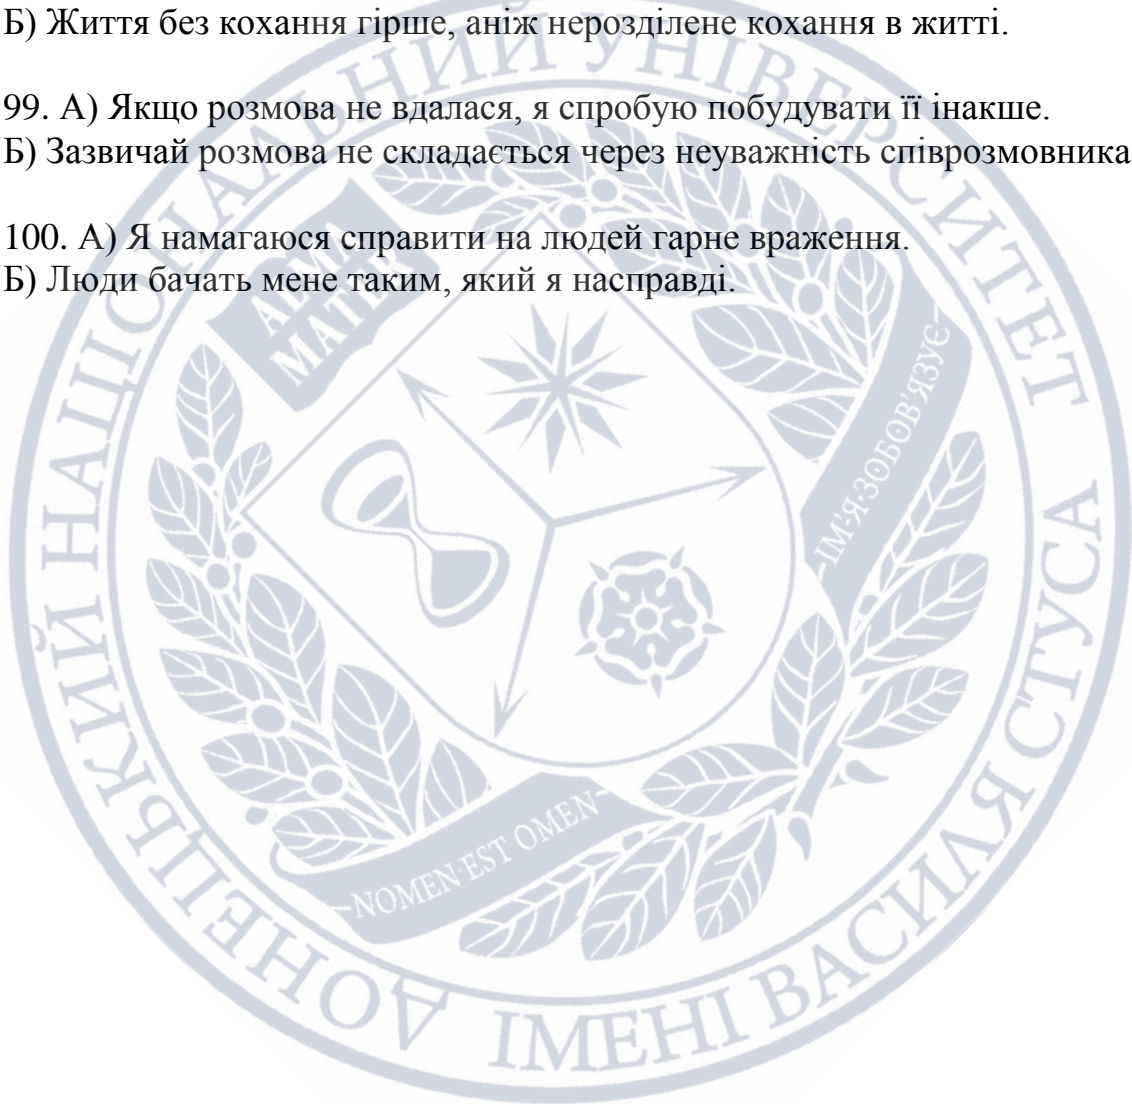 Б) Життя без кохання гірше, аніж нерозділене кохання в житті.
99. А) Якщо розмова не вдалася, я спробую побудувати її інакше.
Б) Зазвичай розмова не складається через неуважність співрозмовника
100. А) Я намагаюся справити на людей гарне враження.
Б) Люди бачать мене таким, який я насправді.
ДОНЕЦЬКИЙ НАЦІОНАЛЬНИЙ УНІВЕРСИТЕТ ІМЕНІ ВАСИЛЯ СТУСА
ALMA
MATER
ІМ'Я·ЗОБОВ'ЯЗУЄ
NOMEN·EST OMEN